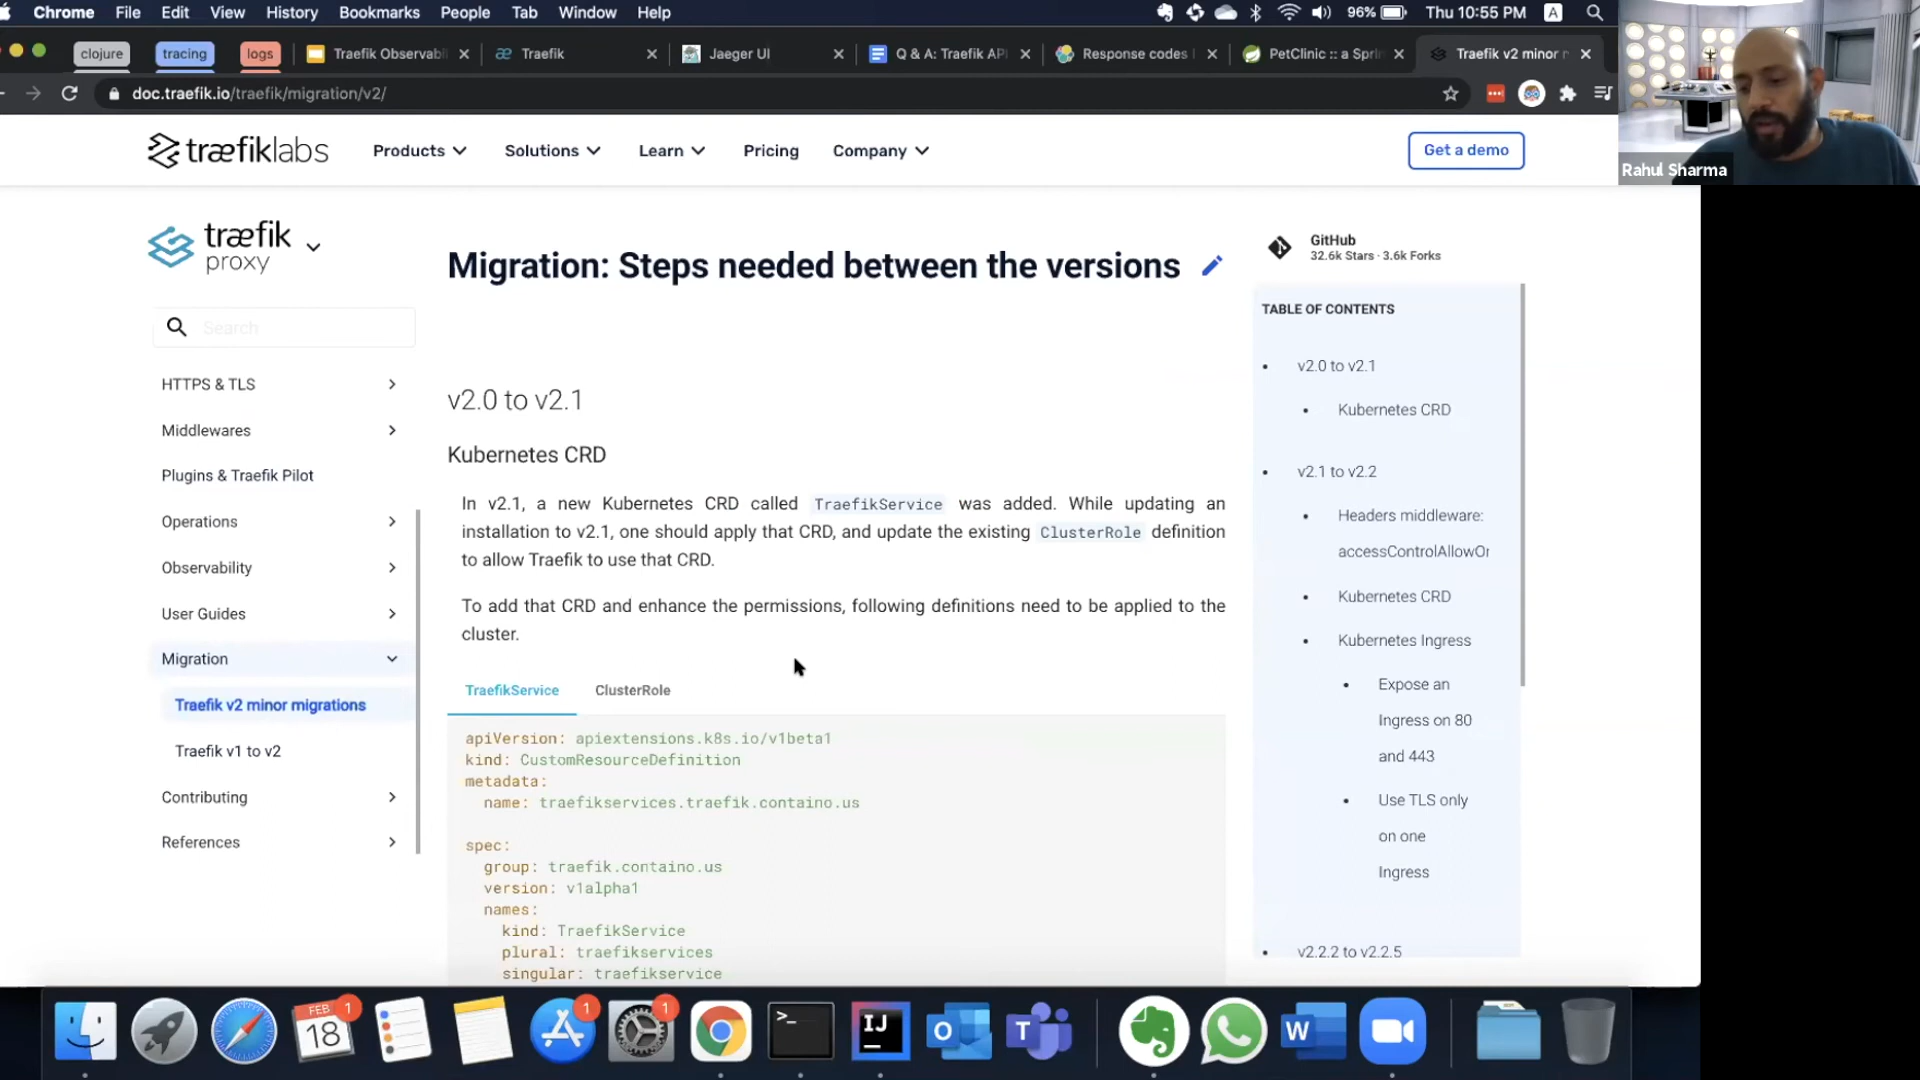 Chrome File Edit View History Bookmarks People Tab Window Help 96% Thu 10:55 PM A
clojure tracing logs Traefik Observabi Traefik Jaeger UI Q & A: Traefik API Response codes PetClinic :: a Spri Traefik v2 minor
doc.traefik.io/traefik/migration/v2/
træfiklabs Products Solutions Learn Pricing Company Get a demo
Rahul Sharma
træfik
proxy
Search
HTTPS & TLS
Middlewares
Plugins & Traefik Pilot
Operations
Observability
User Guides
Migration
Traefik v2 minor migrations
Traefik v1 to v2
Contributing
References
Migration: Steps needed between the versions
v2.0 to v2.1
Kubernetes CRD
In v2.1, a new Kubernetes CRD called TraefikService was added. While updating an
installation to v2.1, one should apply that CRD, and update the existing ClusterRole definition
to allow Traefik to use that CRD.
To add that CRD and enhance the permissions, following definitions need to be applied to the
cluster.
TraefikService ClusterRole
apiVersion: apiextensions.k8s.io/v1beta1
kind: CustomResourceDefinition
metadata:
name: traefikservices.traefik.containo.us
spec:
group: traefik.containo.us
version: v1alpha1
names:
kind: TraefikService
plural: traefikservices
singular: traefikservice
GitHub
32.6k Stars · 3.6k Forks
TABLE OF CONTENTS
v2.0 to v2.1
Kubernetes CRD
v2.1 to v2.2
Headers middleware:
accessControlAllowOr
Kubernetes CRD
Kubernetes Ingress
Expose an
Ingress on 80
and 443
Use TLS only
on one
Ingress
v2.2.2 to v2.2.5
FEB 18 1 1 1 >_ IJ O T W